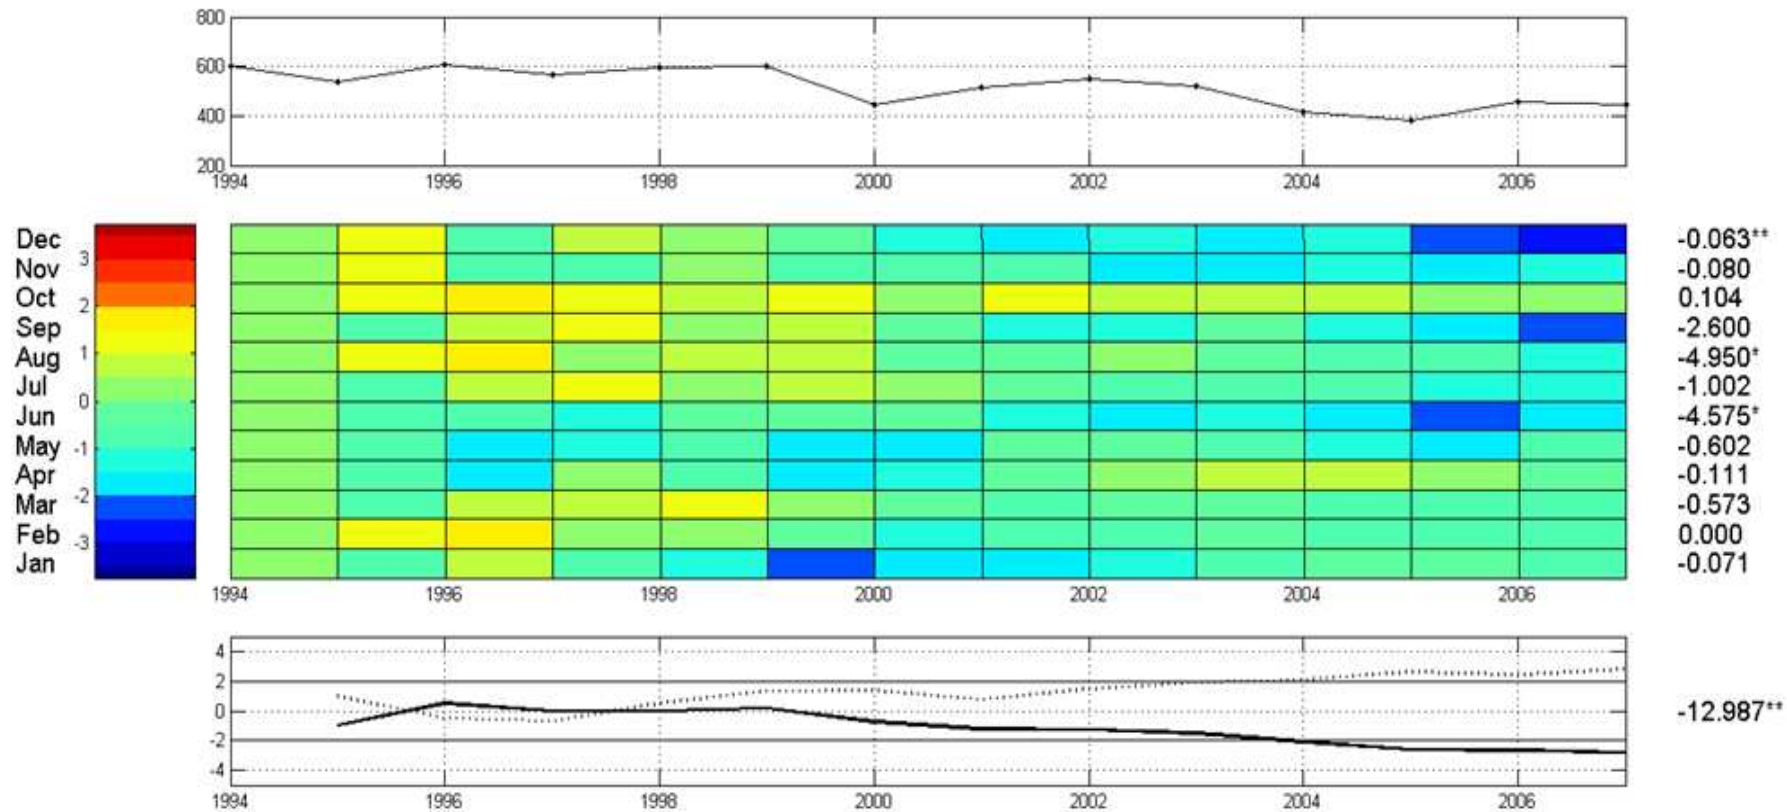 800
600
400
200
1994 1996 1998 2000 2002 2004 2006
Dec -0.063**
3
Nov -0.080
Oct 0.104
2
Sep -2.600
Aug 1 -4.950*
Jul -1.002
0
Jun -4.575*
May -1 -0.602
Apr -0.111
-2
Mar -0.573
Feb 0.000
-3
Jan -0.071
1994 1996 1998 2000 2002 2004 2006
4
2
0 -12.987**
-2
-4
1994 1996 1998 2000 2002 2004 2006